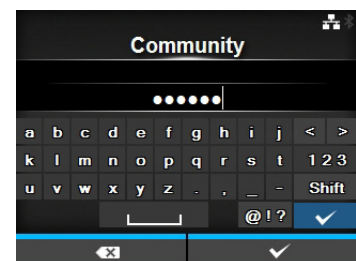 Community
••••••
a b c d e f g h i j < >
k l m n o p q r s t 123
u v w x y z . , _ - Shift
@!?